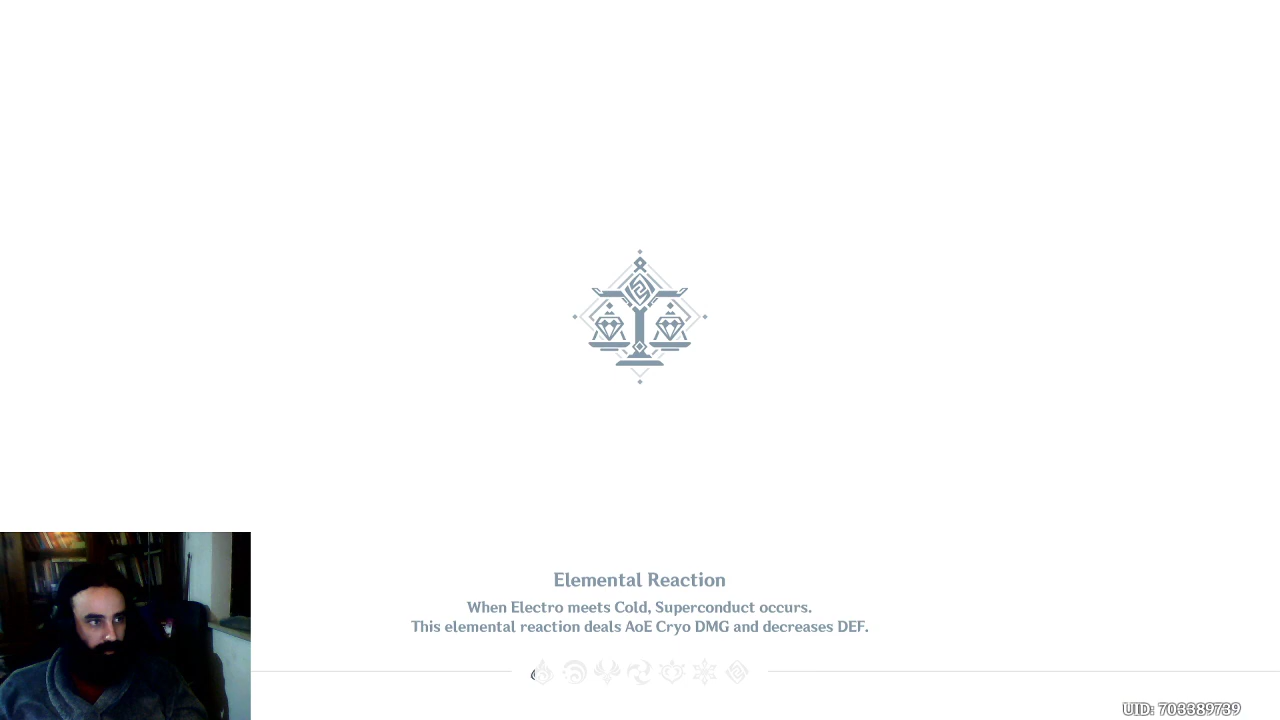 Elemental Reaction
When Electro meets Cold, Superconduct occurs.
This elemental reaction deals AoE Cryo DMG and decreases DEF.
UID: 703389739